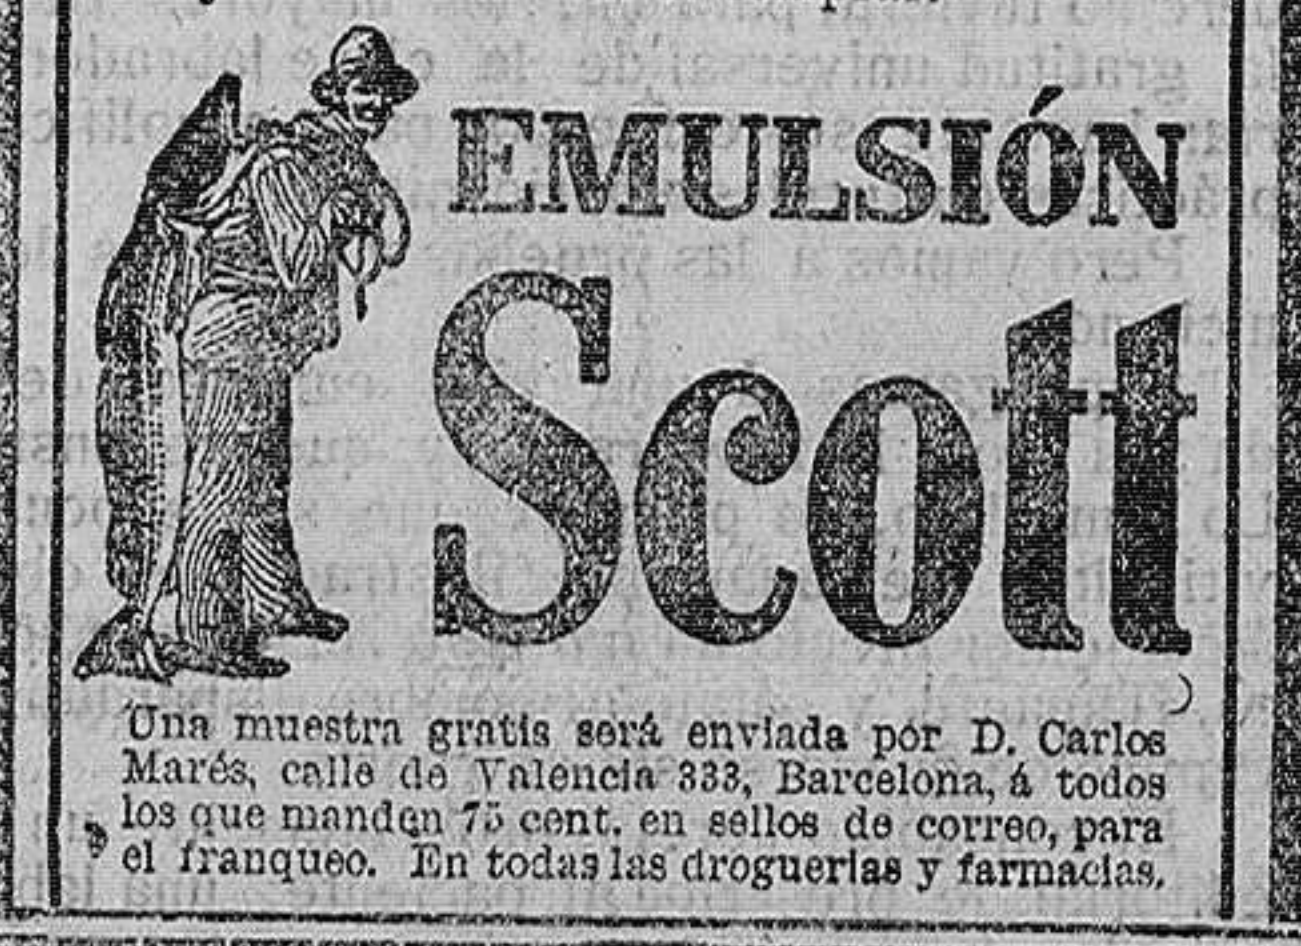 EMULSIÓN
Scott
Una muestra gratis será enviada por D. Carlos
Marés, calle de Valencia 333, Barcelona, á todos
los que manden 75 cent. en sellos de correo, para
el franqueo. En todas las droguerias y farmacias.